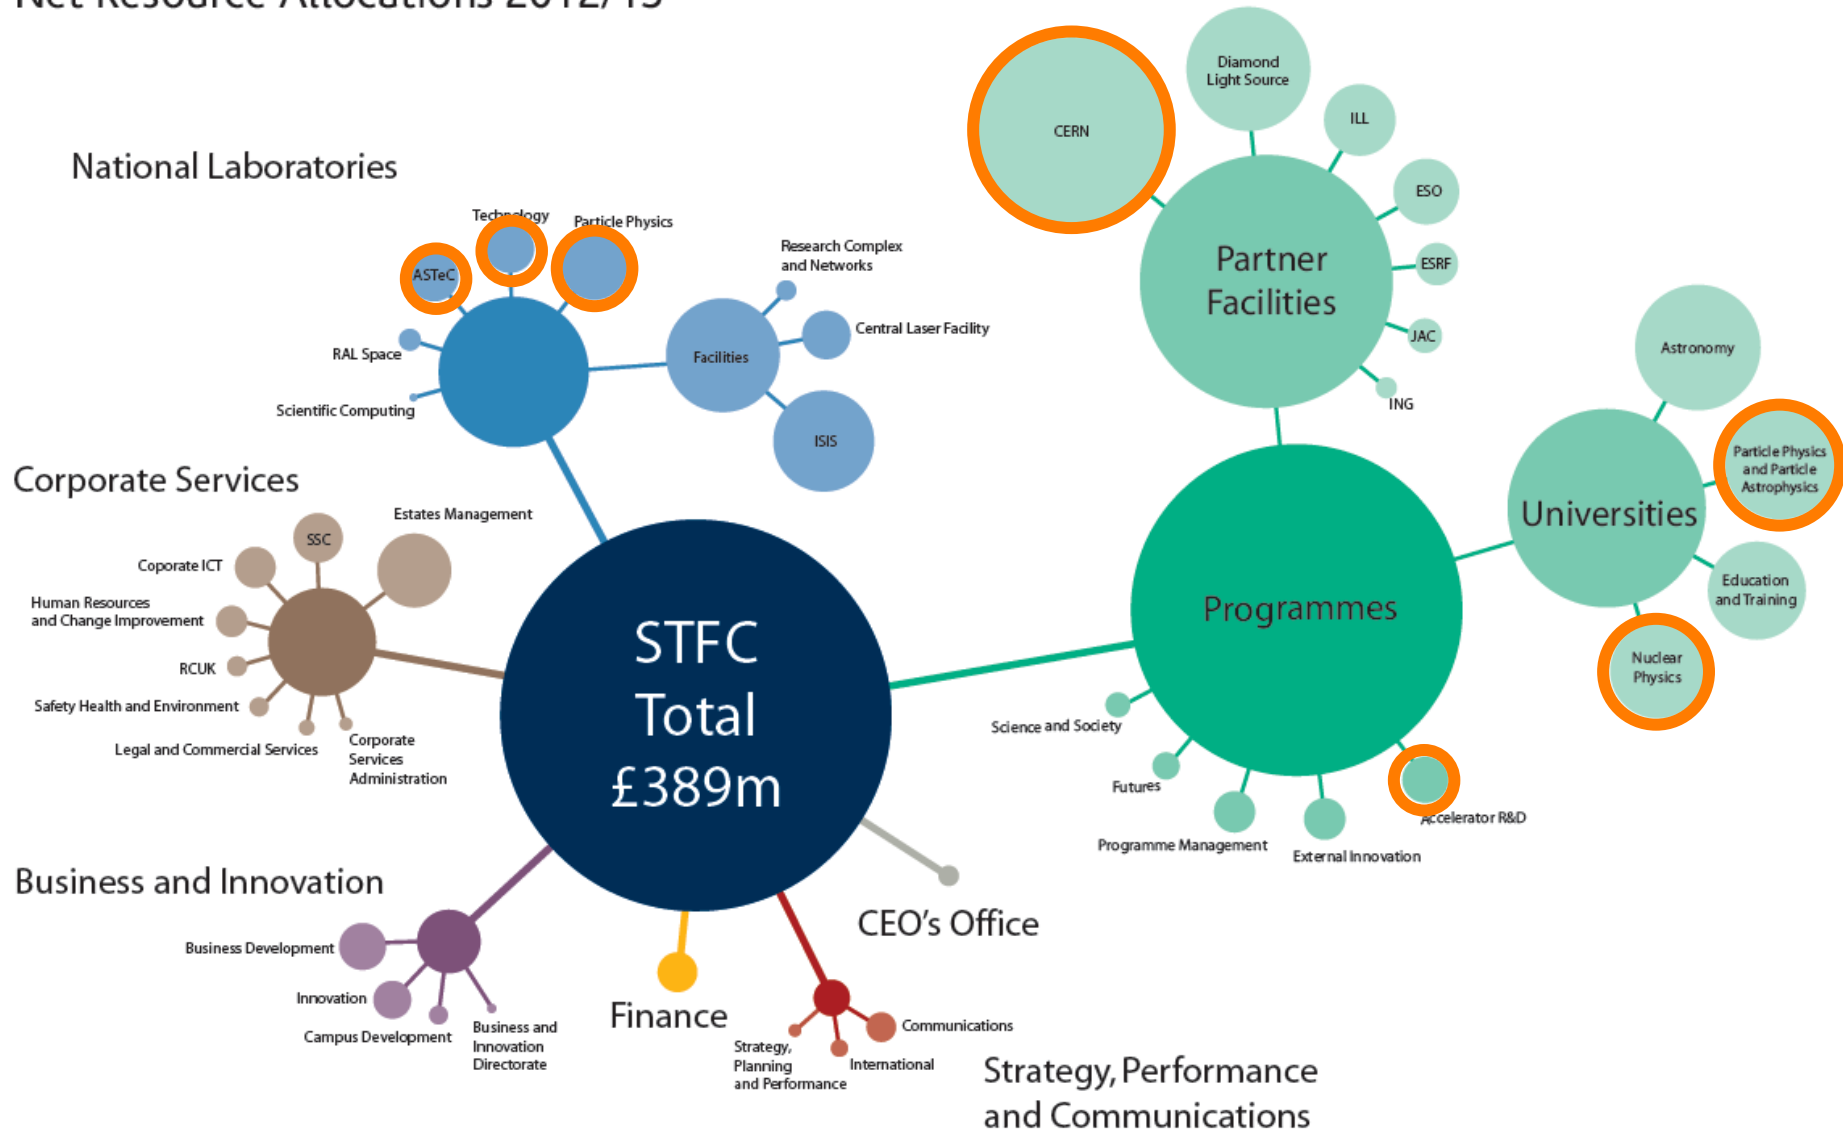 Net Resource Allocations 2012/13
National Laboratories
Technology
Particle Physics
ASTeC
RAL Space
Scientific Computing
Facilities
Research Complex
and Networks
Central Laser Facility
ISIS
CERN
Diamond
Light Source
ILL
ESO
ESRF
JAC
ING
Partner
Facilities
Astronomy
Particle Physics
and Particle
Astrophysics
Universities
Education
and Training
Nuclear
Physics
Programmes
Science and Society
Futures
Programme Management
External Innovation
Accelerator R&D
Corporate Services
Estates Management
SSC
Coporate ICT
Human Resources
and Change Improvement
RCUK
Safety Health and Environment
Legal and Commercial Services
Corporate
Services
Administration
STFC
Total
£389m
Business and Innovation
Business Development
Innovation
Campus Development
Business and
Innovation
Directorate
Finance
CEO's Office
Communications
International
Strategy,
Planning
and Performance
Strategy, Performance
and Communications